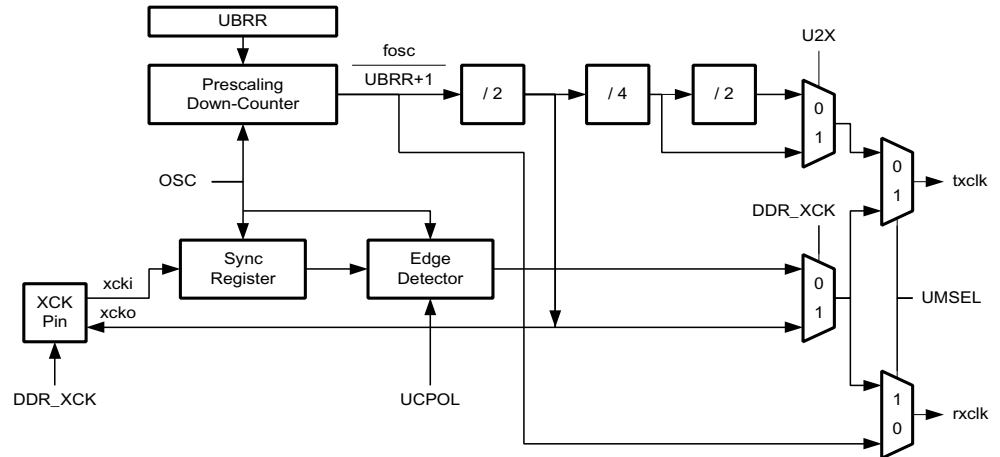 UBRR
U2X
fosc
UBRR+1
Prescaling
Down-Counter
/ 2
/ 4
/ 2
0
1
OSC
0
1
txclk
DDR_XCK
Sync
Register
Edge
Detector
xcki
0
1
UMSEL
XCK
Pin
xcko
DDR_XCK
UCPOL
1
0
rxclk